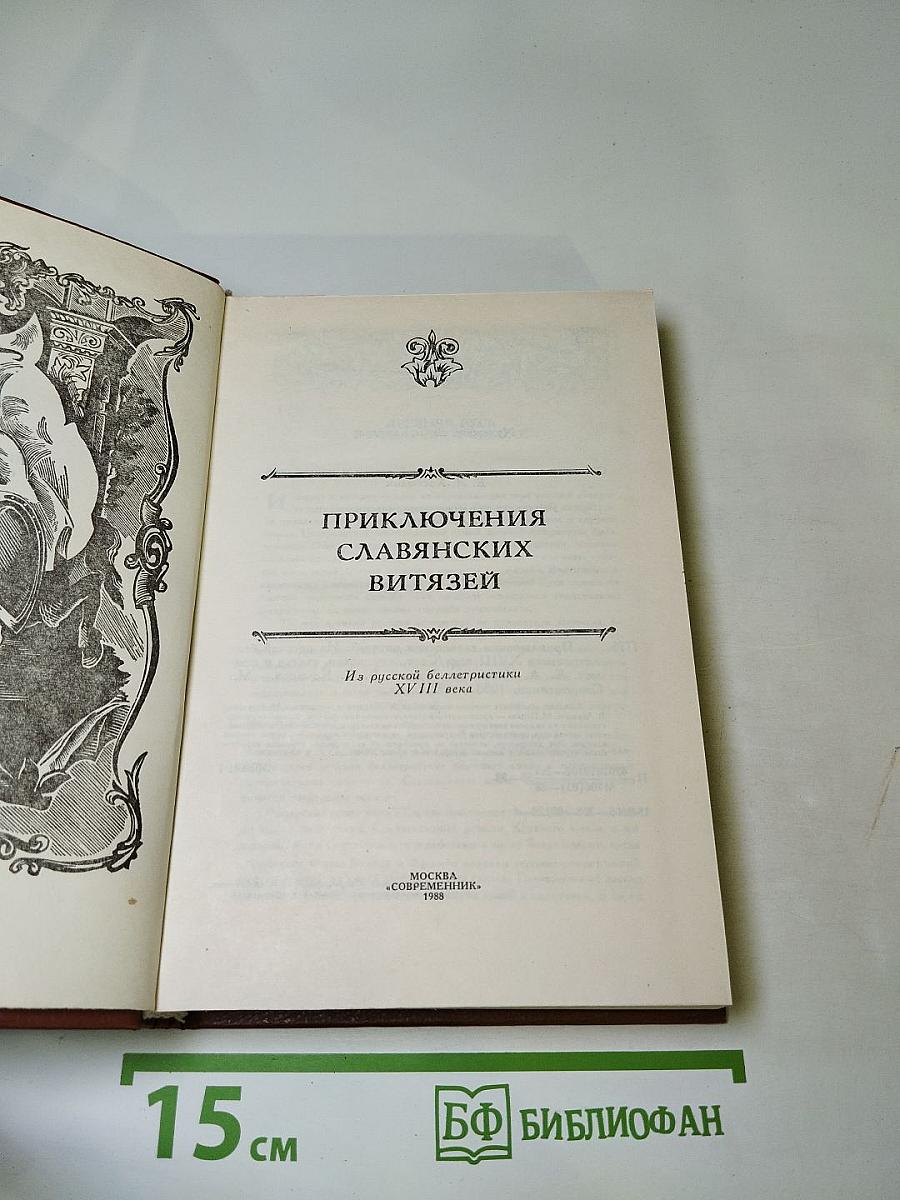 ПРИКЛЮЧЕНИЯ
СЛАВЯНСКИХ
ВИТЯЗЕЙ
Из русской беллетристики
XVIII века
МОСКВА
«СОВРЕМЕННИК»
1988
15 см
БФ БИБЛИОФАН